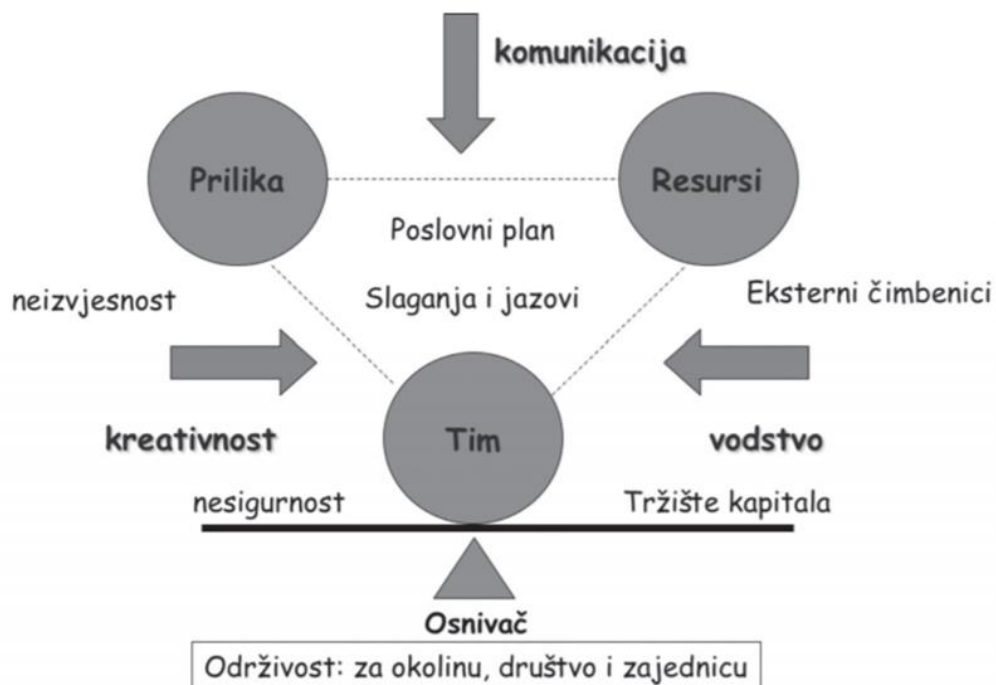 komunikacija
Prilika
Resursi
Poslovni plan
Slaganja i jazovi
neizvjesnost
Eksterni čimbenici
kreativnost
Tim
vodstvo
nesigurnost
Tržište kapitala
Osnivač
Održivost: za okolinu, društvo i zajednicu